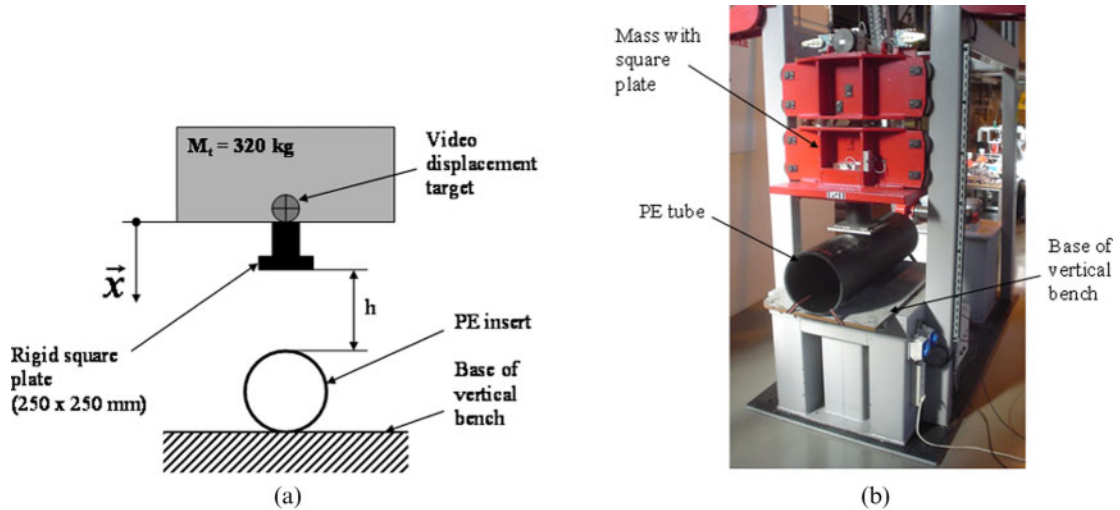 M_t = 320 kg
Video
displacement
target
x
h
PE insert
Rigid square
plate
(250 x 250 mm)
Base of
vertical
bench
(a)
Mass with
square
plate
PE tube
Base of
vertical
bench
(b)